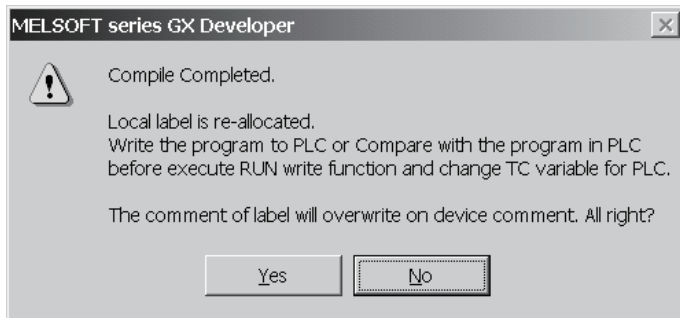 MELSOFT series GX Developer
Compile Completed.
Local label is re-allocated.
Write the program to PLC or Compare with the program in PLC
before execute RUN write function and change TC variable for PLC.
The comment of label will overwrite on device comment. All right?
Yes
No